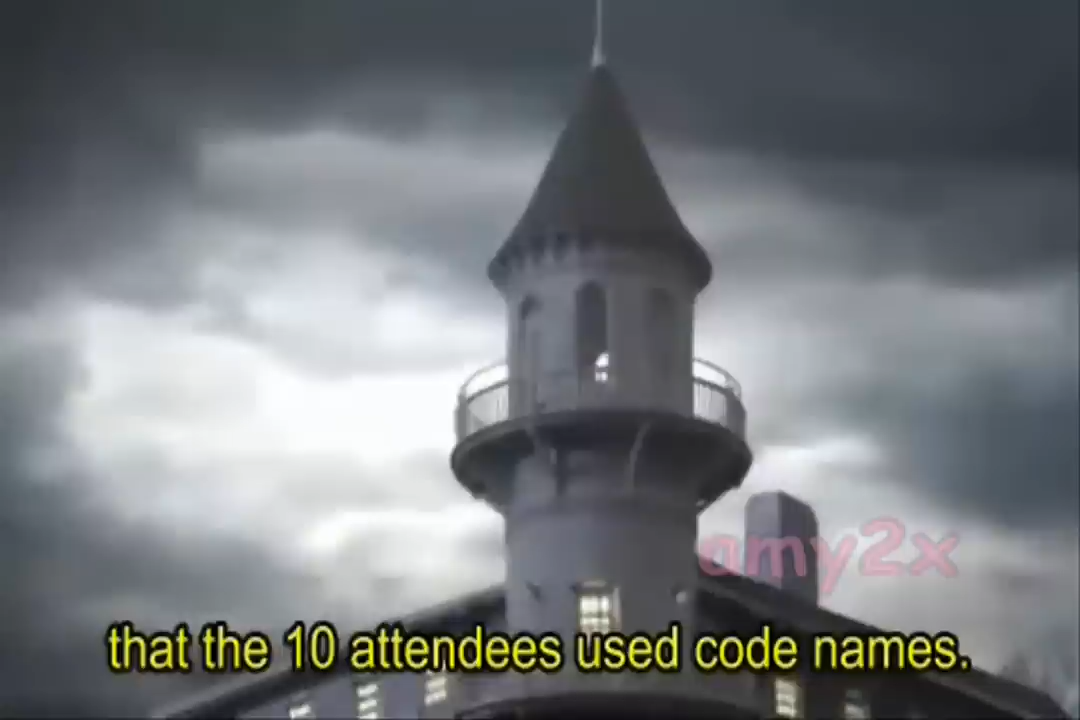 amy2x
that the 10 attendees used code names.